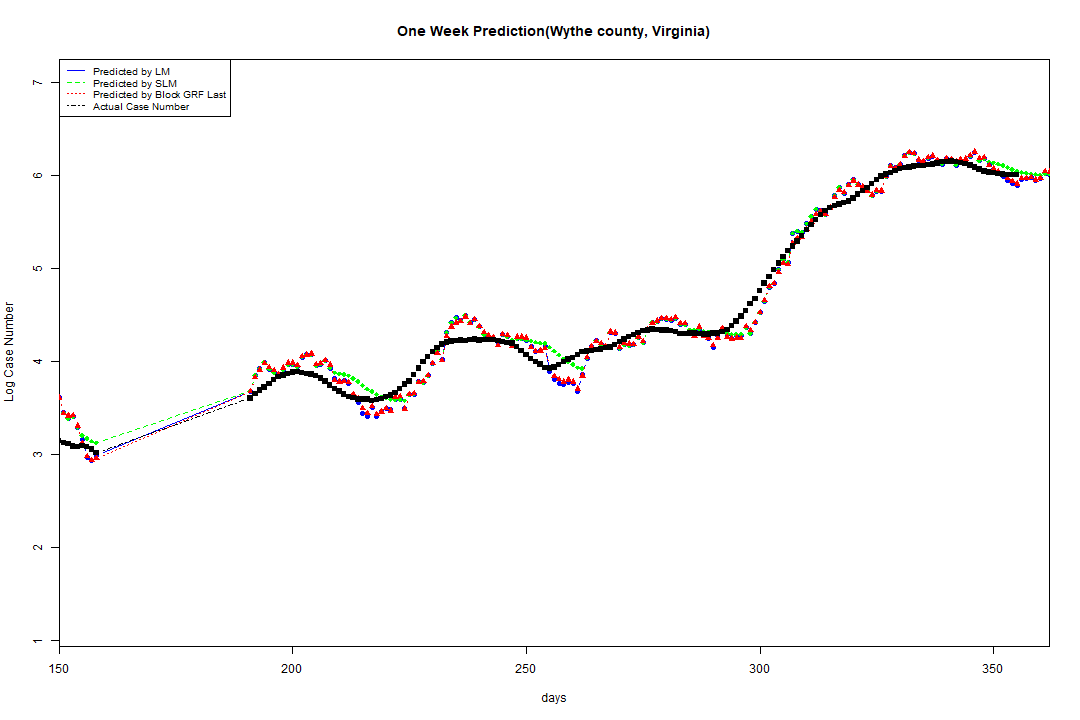 One Week Prediction(Wythe county, Virginia)
Predicted by LM
Predicted by SLM
Predicted by Block GRF Last
Actual Case Number
7
6
5
4
3
2
1
Log Case Number
150 200 250 300 350
days